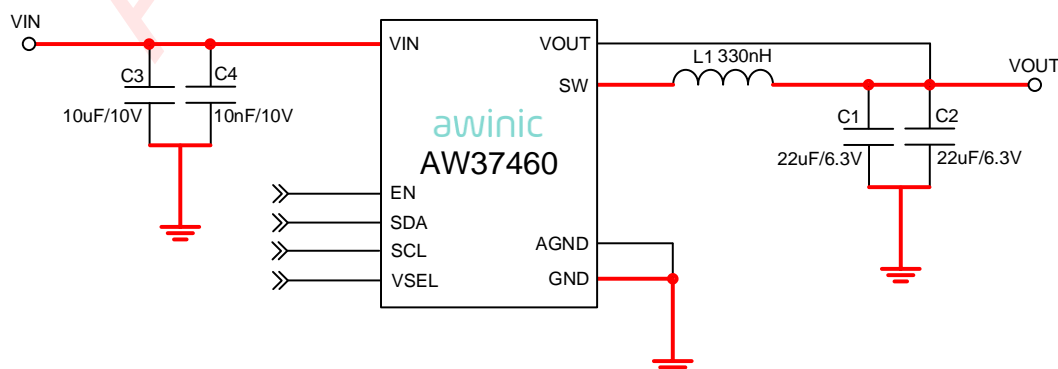 VIN
C3
C4
10uF/10V
10nF/10V
VIN
VOUT
SW
awinic
AW37460
EN
SDA
SCL
VSEL
AGND
GND
L1 330nH
VOUT
C1
C2
22uF/6.3V
22uF/6.3V